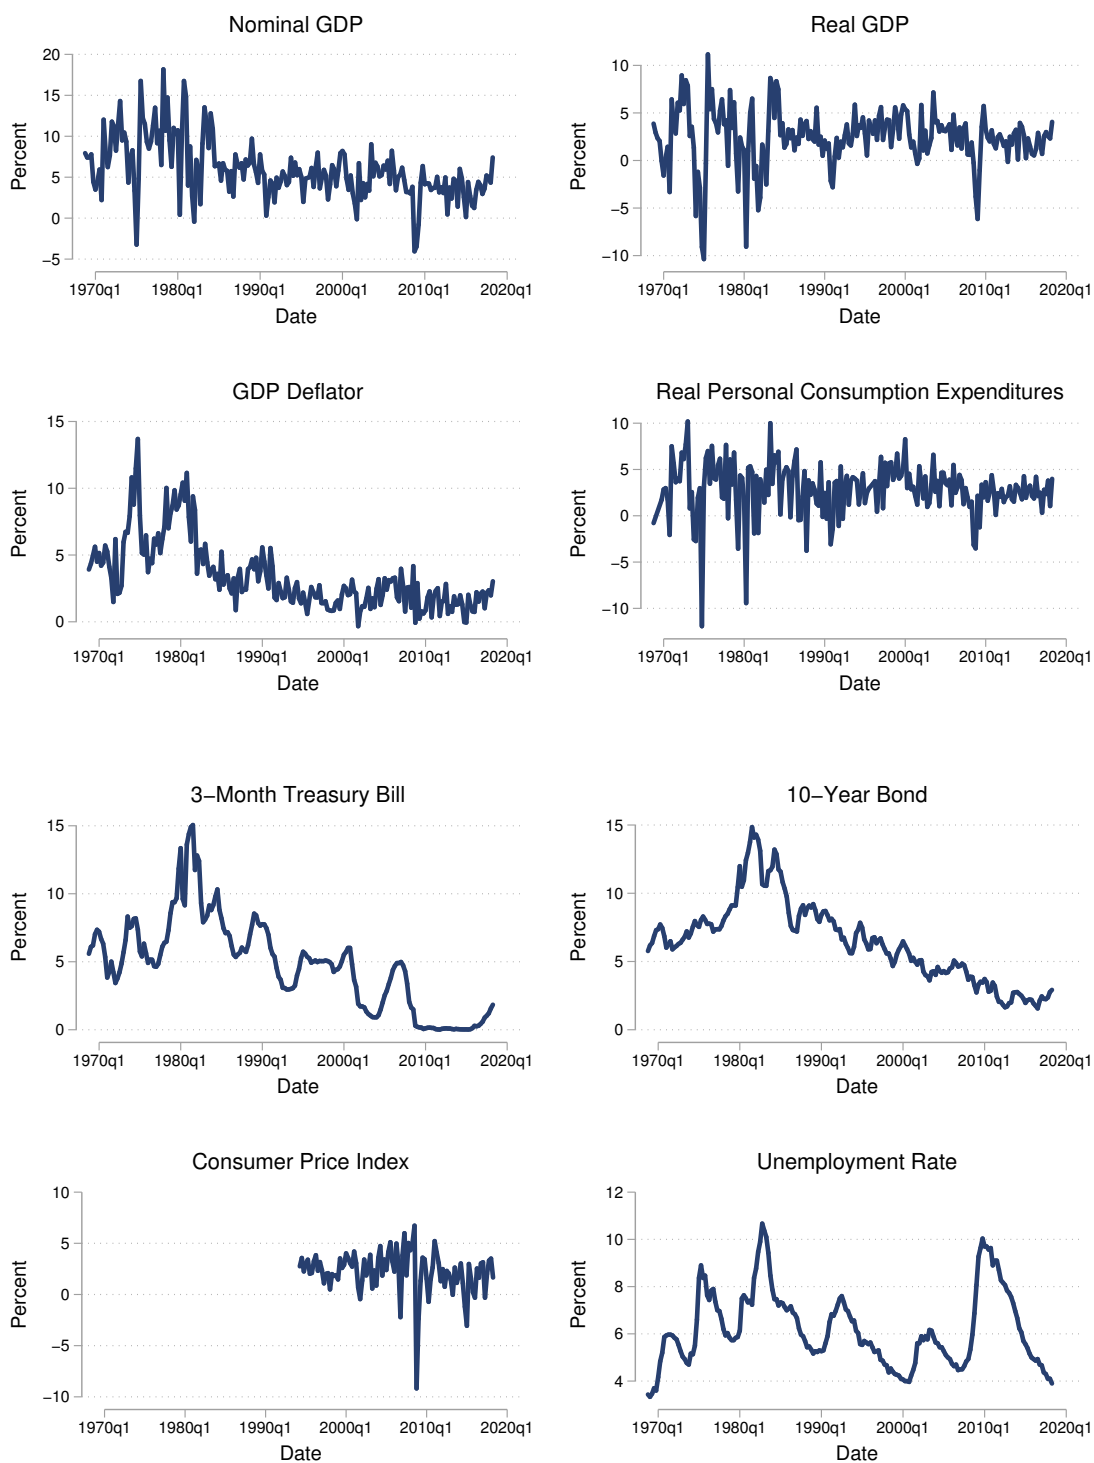 Nominal GDP
Percent
20
15
10
5
0
−5
1970q1 1980q1 1990q1 2000q1 2010q1 2020q1
Date
Real GDP
Percent
10
5
0
−5
−10
1970q1 1980q1 1990q1 2000q1 2010q1 2020q1
Date
GDP Deflator
Percent
15
10
5
0
1970q1 1980q1 1990q1 2000q1 2010q1 2020q1
Date
Real Personal Consumption Expenditures
Percent
10
5
0
−5
−10
1970q1 1980q1 1990q1 2000q1 2010q1 2020q1
Date
3−Month Treasury Bill
Percent
15
10
5
0
1970q1 1980q1 1990q1 2000q1 2010q1 2020q1
Date
10−Year Bond
Percent
15
10
5
0
1970q1 1980q1 1990q1 2000q1 2010q1 2020q1
Date
Consumer Price Index
Percent
10
5
0
−5
−10
1970q1 1980q1 1990q1 2000q1 2010q1 2020q1
Date
Unemployment Rate
Percent
12
10
8
6
4
1970q1 1980q1 1990q1 2000q1 2010q1 2020q1
Date